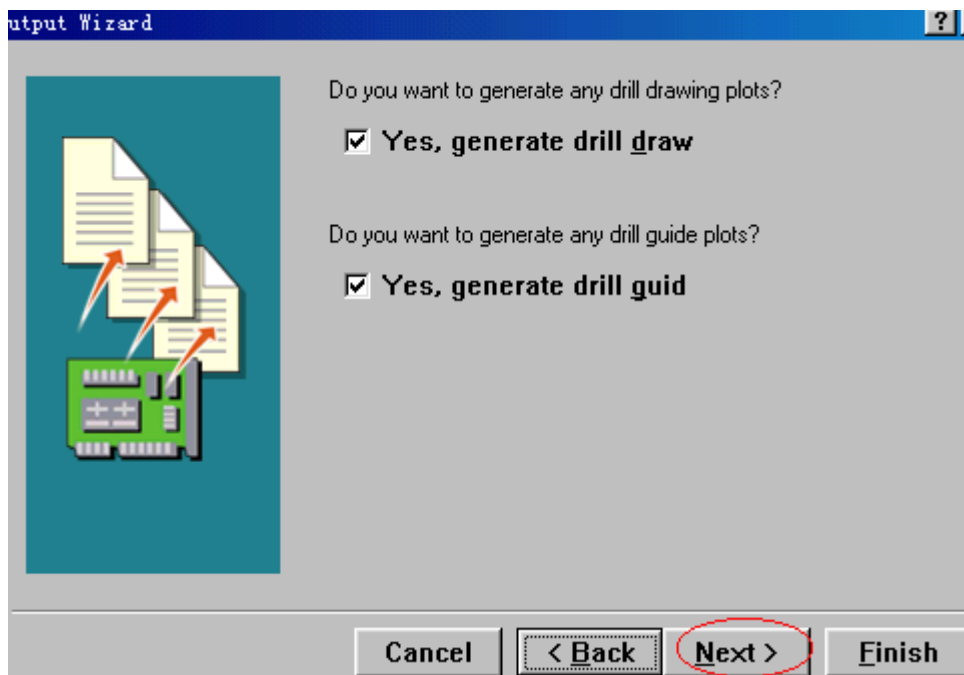 utput Wizard
?
Do you want to generate any drill drawing plots?
Yes, generate drill draw
Do you want to generate any drill guide plots?
Yes, generate drill guid
Cancel
< Back
Next >
Finish